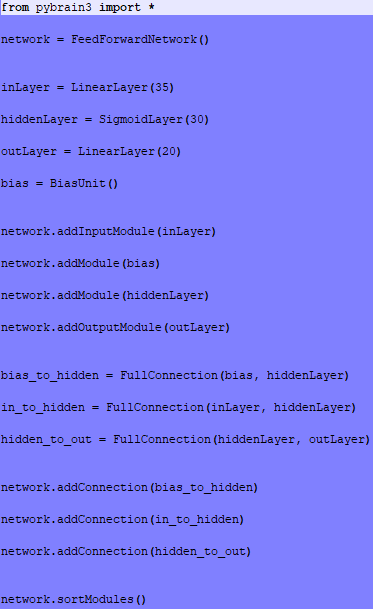 from pybrain3 import *
network = FeedForwardNetwork()
inLayer = LinearLayer(35)
hiddenLayer = SigmoidLayer(30)
outLayer = LinearLayer(20)
bias = BiasUnit()
network.addInputModule(inLayer)
network.addModule(bias)
network.addModule(hiddenLayer)
network.addOutputModule(outLayer)
bias_to_hidden = FullConnection(bias, hiddenLayer)
in_to_hidden = FullConnection(inLayer, hiddenLayer)
hidden_to_out = FullConnection(hiddenLayer, outLayer)
network.addConnection(bias_to_hidden)
network.addConnection(in_to_hidden)
network.addConnection(hidden_to_out)
network.sortModules()